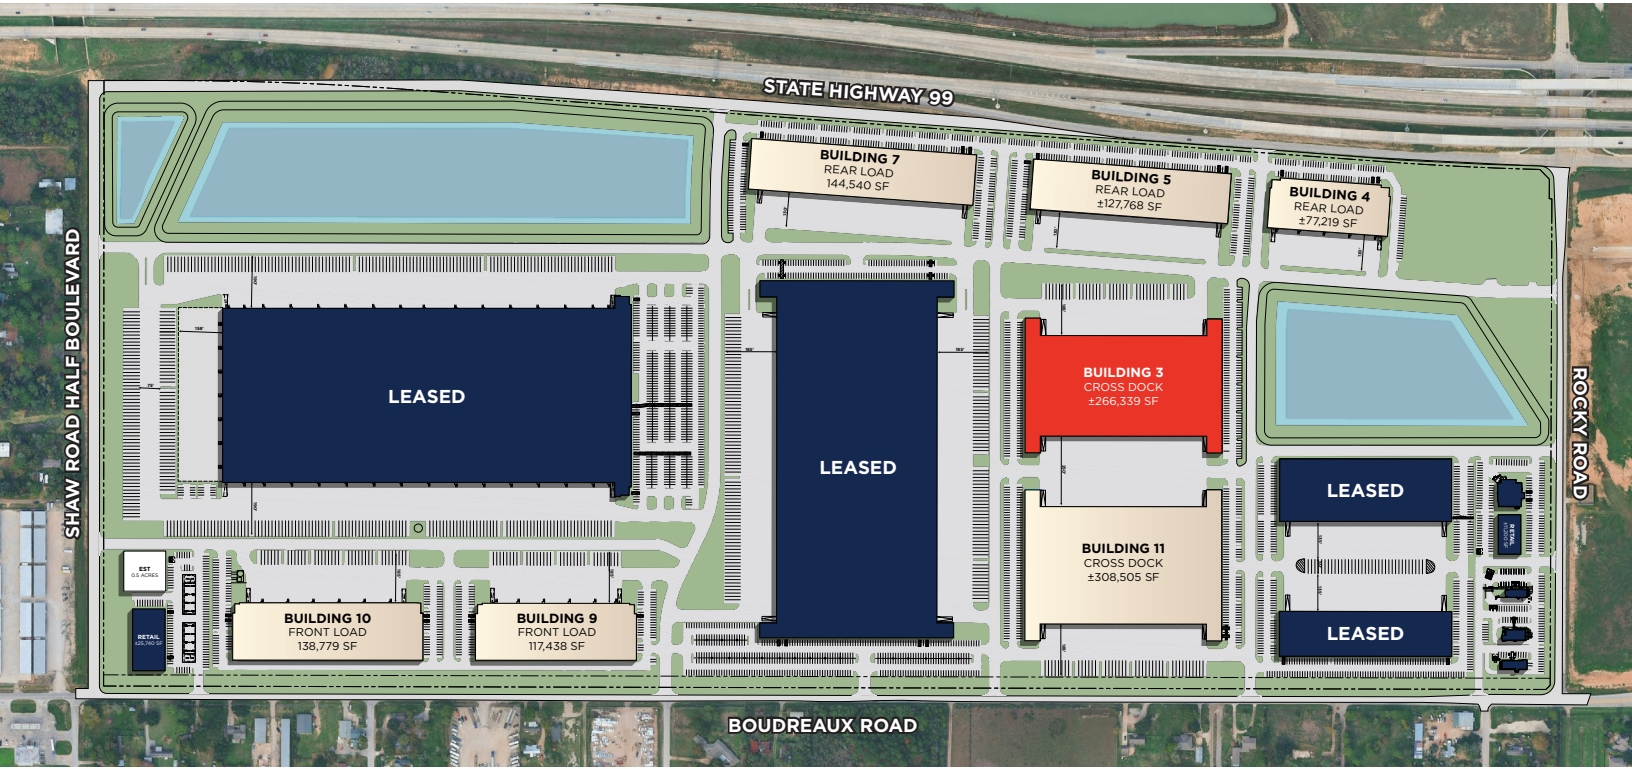 STATE HIGHWAY 99
BUILDING 7
REAR LOAD
144,540 SF
BUILDING 5
REAR LOAD
±127,768 SF
BUILDING 4
REAR LOAD
±77,219 SF
SHAW ROAD HALF BOULEVARD
LEASED
LEASED
BUILDING 3
CROSS DOCK
±266,339 SF
ROCKY ROAD
LEASED
BUILDING 11
CROSS DOCK
±308,505 SF
LEASED
EST
0.5 ACRES
RETAIL
BUILDING 10
FRONT LOAD
138,779 SF
BUILDING 9
FRONT LOAD
117,438 SF
RETAIL
BOUDREAUX ROAD